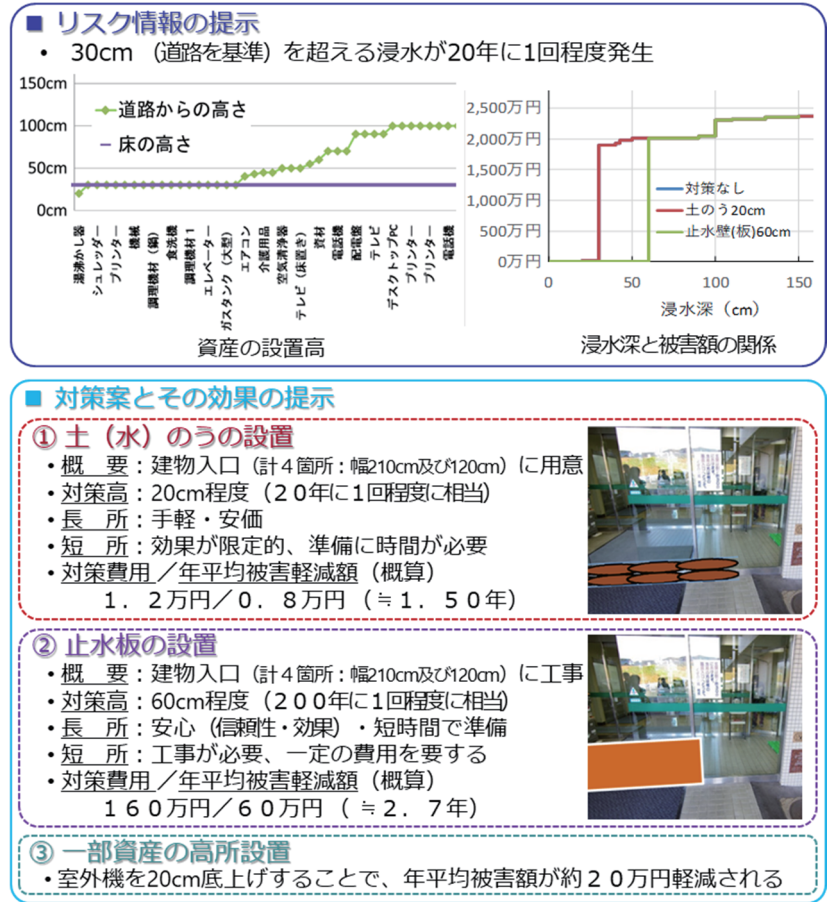 ■ リスク情報の提示
• 30cm （道路を基準）を超える浸水が20年に1回程度発生
150cm
100cm
50cm
0cm
道路からの高さ
床の高さ
湯沸かし器
シュレッダー
プリンター
機械
調理機材（鍋）
食洗機
調理機材１
エレベーター
ガスタンク（大型）
エアコン
介護用品
空気清浄器
テレビ（床置き）
資材
電話機
配電盤
テレビ
デスクトップPC
プリンター
プリンター
電話機
資産の設置高
2,500万円
2,000万円
1,500万円
1,000万円
500万円
0万円
対策なし
土のう20cm
止水壁(板)60cm
0 50 100 150
浸水深（cm）
浸水深と被害額の関係
■ 対策案とその効果の提示
① 土（水）のうの設置
•概　要：建物入口（計４箇所：幅210cm及び120cm）に用意
•対策高：20cm程度（２０年に１回程度に相当）
•長　所：手軽・安価
•短　所：効果が限定的、準備に時間が必要
•対策費用／年平均被害軽減額（概算）
１．２万円／０．８万円（≒１．５０年）
② 止水板の設置
•概　要：建物入口（計４箇所：幅210cm及び120cm）に工事
•対策高：60cm程度（２００年に１回程度に相当）
•長　所：安心（信頼性・効果）・短時間で準備
•短　所：工事が必要、一定の費用を要する
•対策費用／年平均被害軽減額（概算）
１６０万円／６０万円（ ≒２．７年）
③ 一部資産の高所設置
•室外機を20cm底上げすることで、年平均被害額が約２０万円軽減される